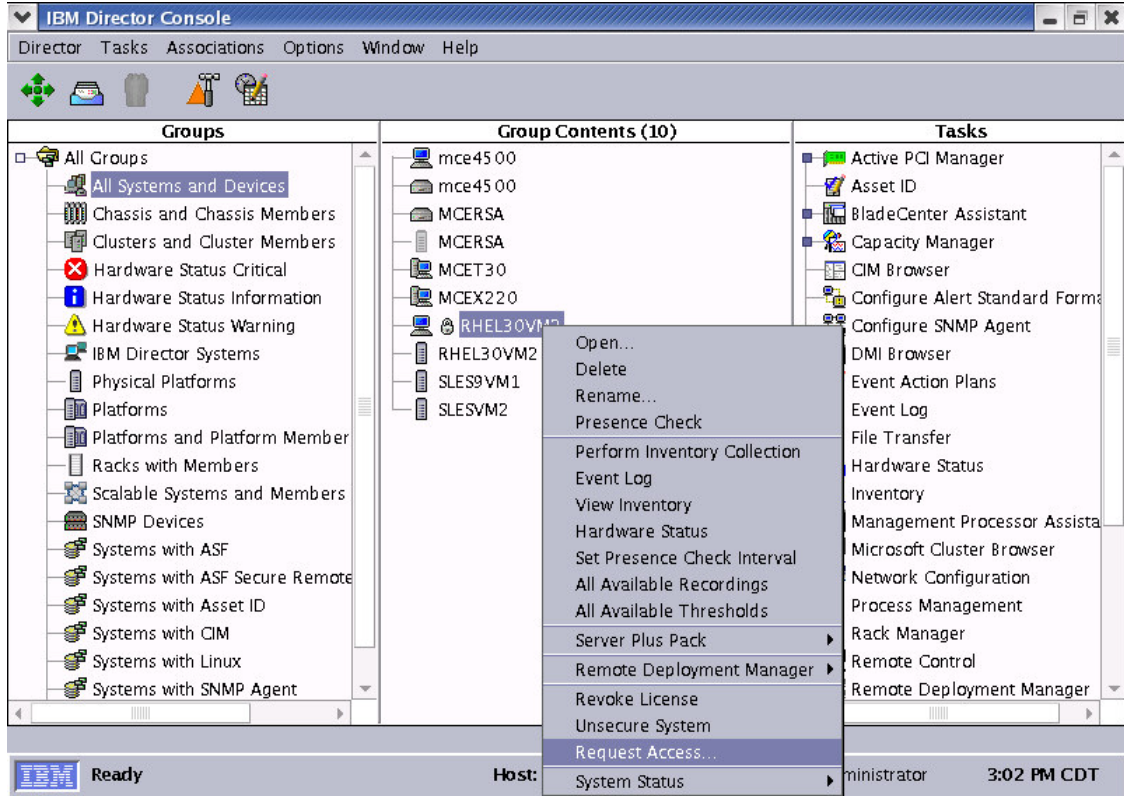 IBM Director Console
Director Tasks Associations Options Window Help
Groups
All Groups
All Systems and Devices
Chassis and Chassis Members
Clusters and Cluster Members
Hardware Status Critical
Hardware Status Information
Hardware Status Warning
IBM Director Systems
Physical Platforms
Platforms
Platforms and Platform Member
Racks with Members
Scalable Systems and Members
SNMP Devices
Systems with ASF
Systems with ASF Secure Remote
Systems with Asset ID
Systems with CIM
Systems with Linux
Systems with SNMP Agent
Group Contents (10)
mce4500
mce4500
MCERSA
MCERSA
MCET30
MCEX220
RHEL30VM2
RHEL30VM2
SLES9VM1
SLESVM2
Open...
Delete
Rename...
Presence Check
Perform Inventory Collection
Event Log
View Inventory
Hardware Status
Set Presence Check Interval
All Available Recordings
All Available Thresholds
Server Plus Pack
Remote Deployment Manager
Revoke License
Unsecure System
Request Access...
System Status
Tasks
Active PCI Manager
Asset ID
BladeCenter Assistant
Capacity Manager
CIM Browser
Configure Alert Standard Forma
Configure SNMP Agent
DMI Browser
Event Action Plans
Event Log
File Transfer
Hardware Status
Inventory
Management Processor Assista
Microsoft Cluster Browser
Network Configuration
Process Management
Rack Manager
Remote Control
Remote Deployment Manager
IBM Ready Host: ministrator 3:02 PM CDT